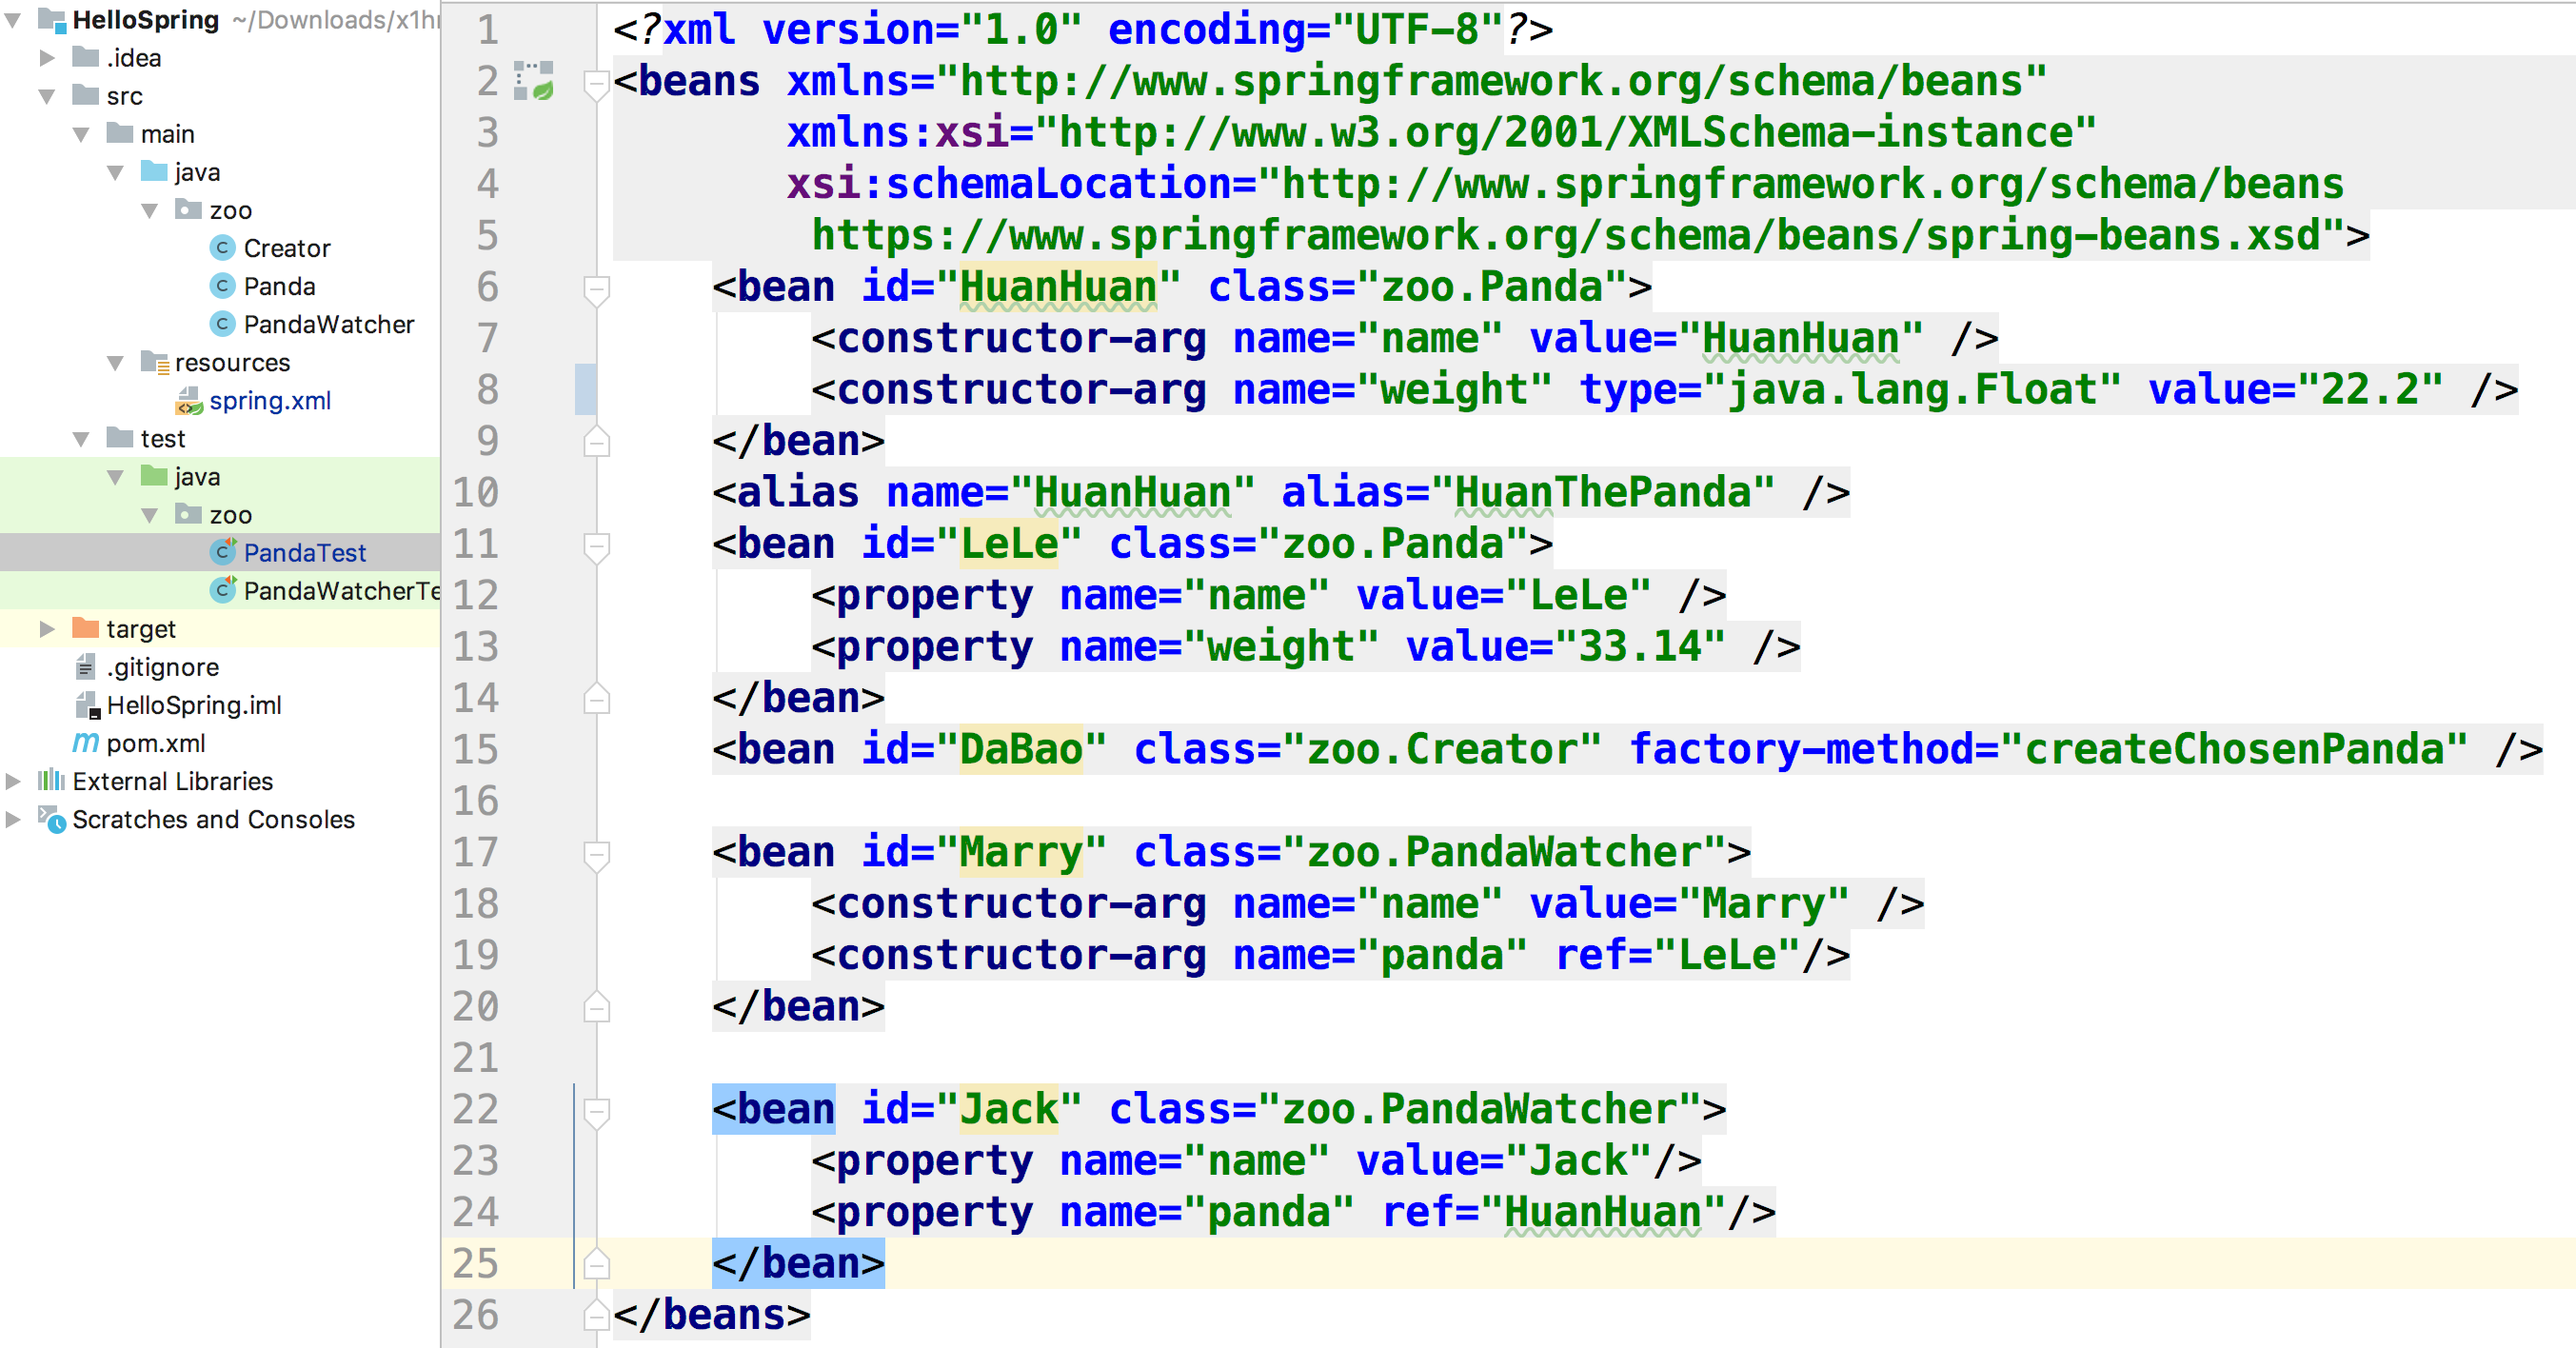 HelloSpring ~/Downloads/x1h
.idea
src
main
java
zoo
Creator
Panda
PandaWatcher
resources
spring.xml
test
java
zoo
PandaTest
PandaWatcherTe
target
.gitignore
HelloSpring.iml
pom.xml
External Libraries
Scratches and Consoles
1 <?xml version="1.0" encoding="UTF-8"?>
2 <beans xmlns="http://www.springframework.org/schema/beans"
3 xmlns:xsi="http://www.w3.org/2001/XMLSchema-instance"
4 xsi:schemaLocation="http://www.springframework.org/schema/beans
5 https://www.springframework.org/schema/beans/spring-beans.xsd">
6 <bean id="HuanHuan" class="zoo.Panda">
7 <constructor-arg name="name" value="HuanHuan" />
8 <constructor-arg name="weight" type="java.lang.Float" value="22.2" />
9 </bean>
10 <alias name="HuanHuan" alias="HuanThePanda" />
11 <bean id="LeLe" class="zoo.Panda">
12 <property name="name" value="LeLe" />
13 <property name="weight" value="33.14" />
14 </bean>
15 <bean id="DaBao" class="zoo.Creator" factory-method="createChosenPanda" />
16
17 <bean id="Marry" class="zoo.PandaWatcher">
18 <constructor-arg name="name" value="Marry" />
19 <constructor-arg name="panda" ref="LeLe"/>
20 </bean>
21
22 <bean id="Jack" class="zoo.PandaWatcher">
23 <property name="name" value="Jack"/>
24 <property name="panda" ref="HuanHuan"/>
25 </bean>
26 </beans>